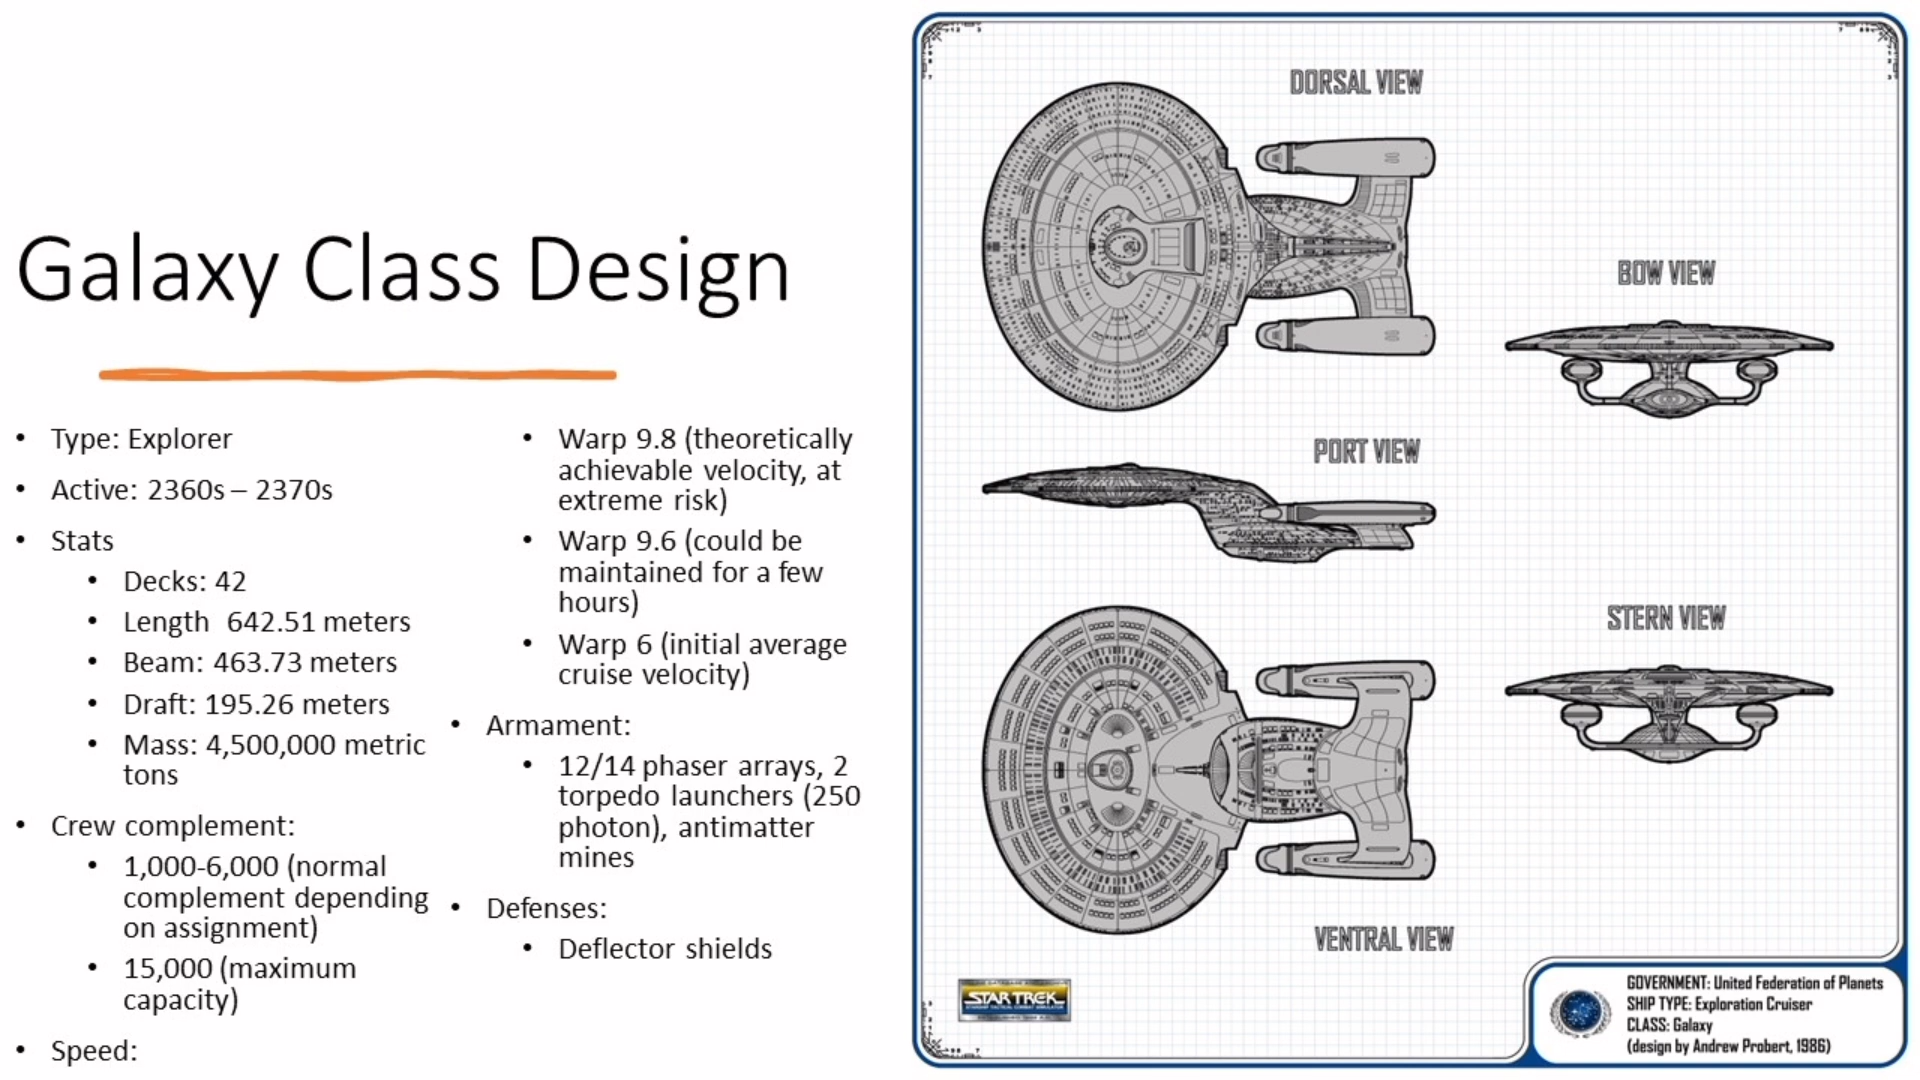 Galaxy Class Design
• Type: Explorer
• Active: 2360s – 2370s
• Stats
• Decks: 42
• Length  642.51 meters
• Beam: 463.73 meters
• Draft: 195.26 meters
• Mass: 4,500,000 metric
tons
• Crew complement:
• 1,000-6,000 (normal
complement depending
on assignment)
• 15,000 (maximum
capacity)
• Speed:
• Warp 9.8 (theoretically
achievable velocity, at
extreme risk)
• Warp 9.6 (could be
maintained for a few
hours)
• Warp 6 (initial average
cruise velocity)
• Armament:
• 12/14 phaser arrays, 2
torpedo launchers (250
photon), antimatter
mines
• Defenses:
• Deflector shields
DORSAL VIEW
BOW VIEW
PORT VIEW
STERN VIEW
VENTRAL VIEW
STAR TREK
GOVERNMENT: United Federation of Planets
SHIP TYPE: Exploration Cruiser
CLASS: Galaxy
(design by Andrew Probert, 1986)